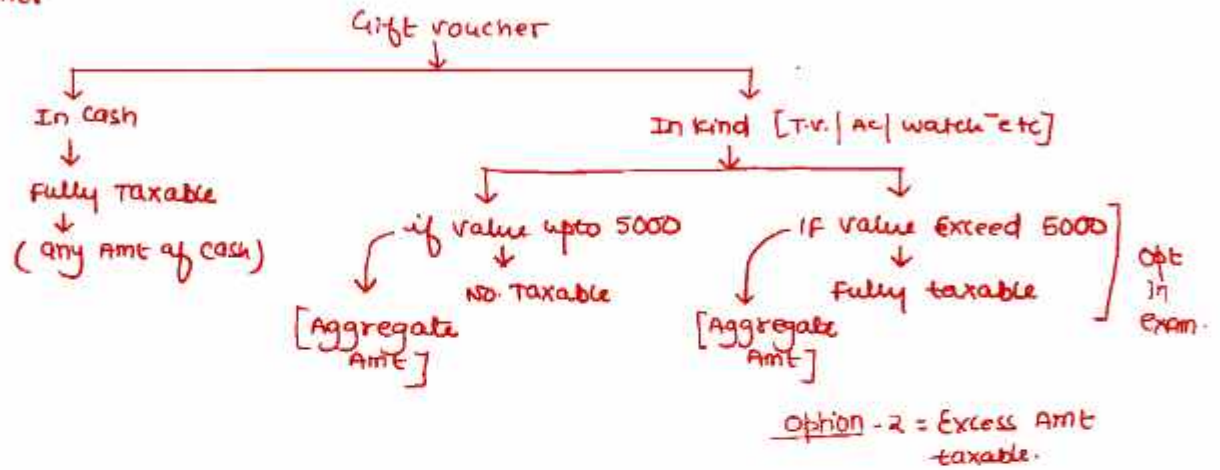 Gift voucher
In cash
In kind [T.V. | AC | watch etc]
Fully Taxable
(any Amt of cash)
if value upto 5000
IF value Exceed 5000
No. Taxable
Fully taxable
opt
in
exam.
[Aggregate
Amt]
[Aggregate
Amt]
Option - 2 = Excess Amt
taxable.